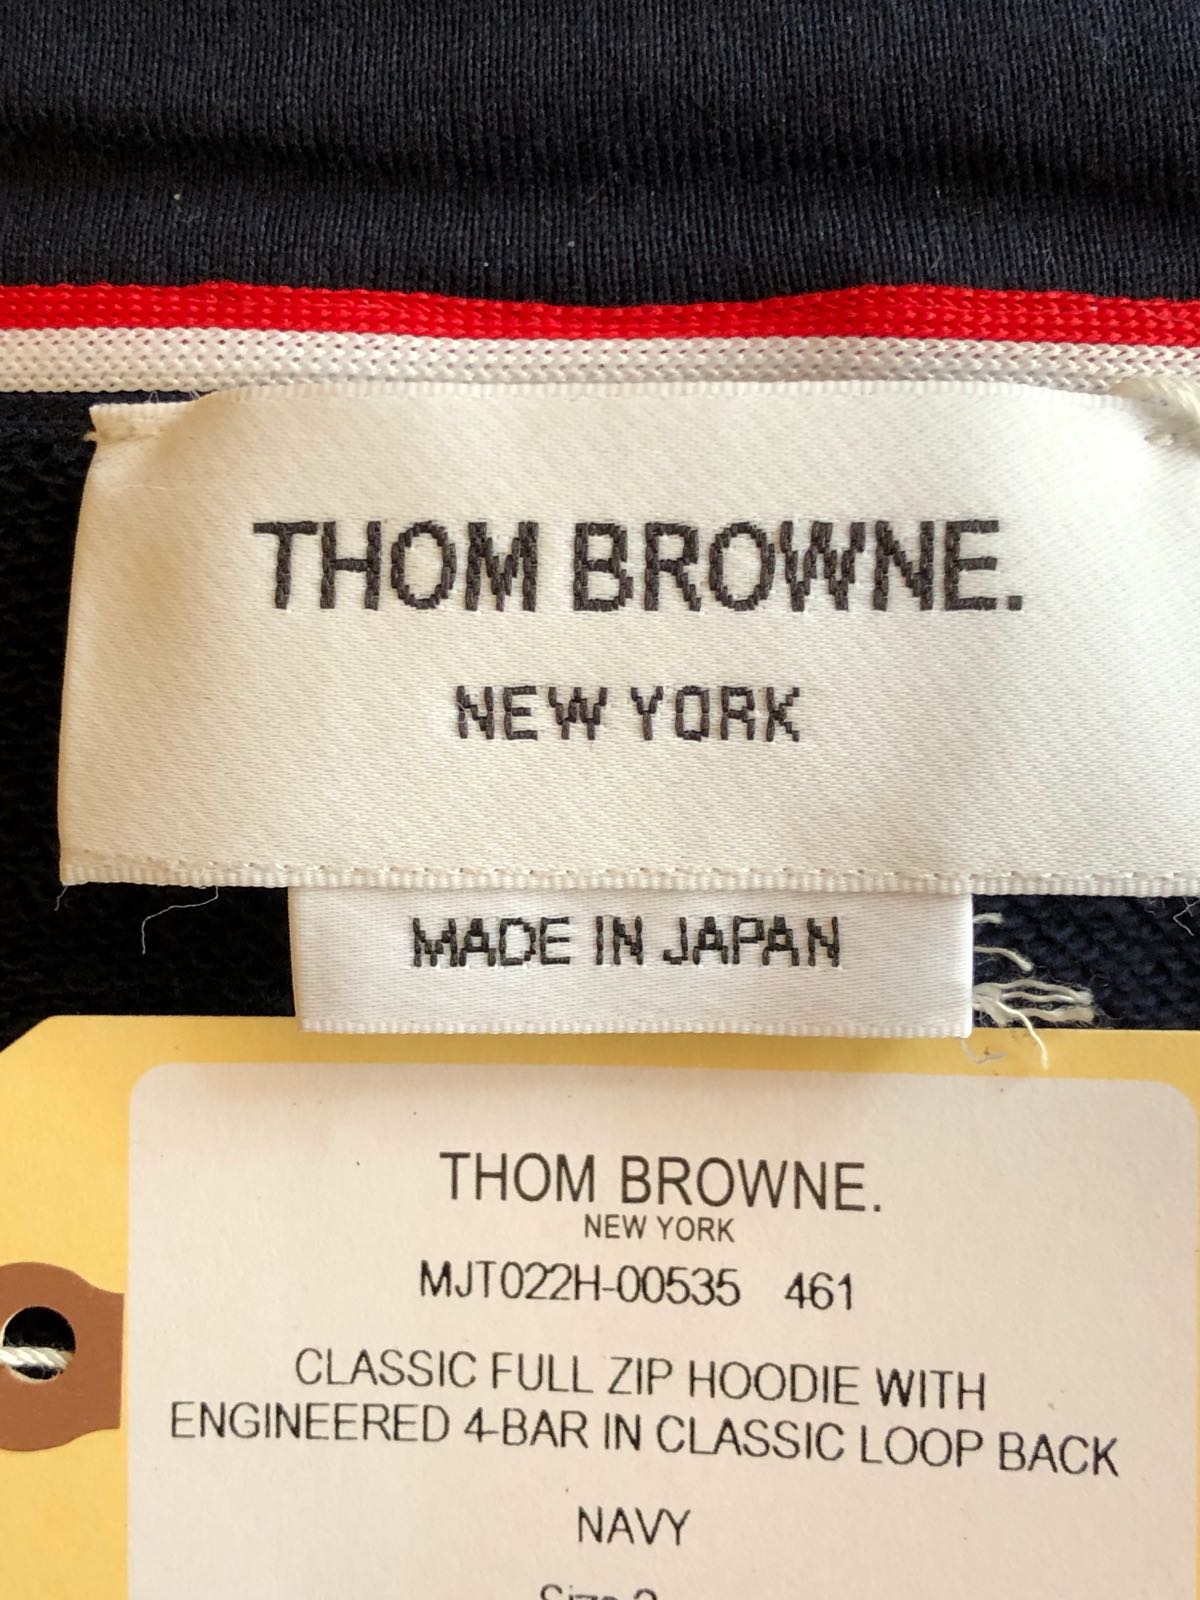 THOM BROWNE.
NEW YORK
MADE IN JAPAN
THOM BROWNE.
NEW YORK
MJT022H-00535 461
CLASSIC FULL ZIP HOODIE WITH
ENGINEERED 4-BAR IN CLASSIC LOOP BACK
NAVY
Size